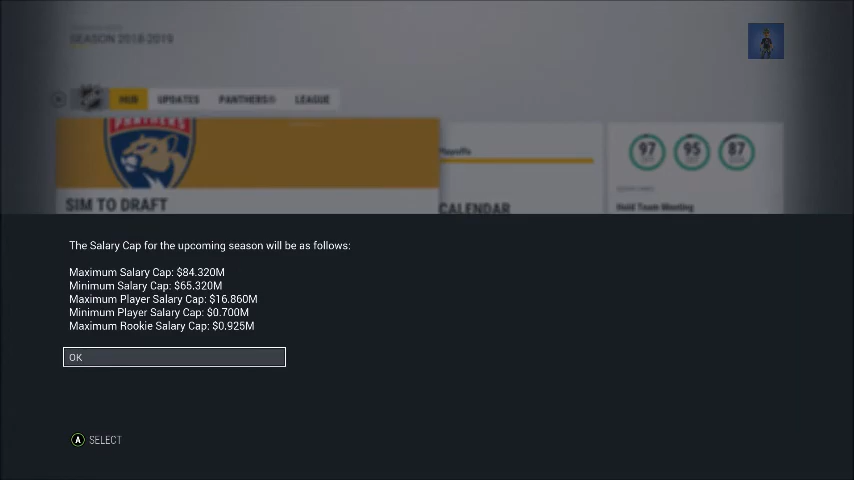 SEASON 2018-2019
HUB UPDATES PANTHERS® LEAGUE
PANTHERS
Playoffs
97 95 87
SIM TO DRAFT
CALENDAR
Hold Team Meeting
The Salary Cap for the upcoming season will be as follows:
Maximum Salary Cap: $84.320M
Minimum Salary Cap: $65.320M
Maximum Player Salary Cap: $16.860M
Minimum Player Salary Cap: $0.700M
Maximum Rookie Salary Cap: $0.925M
OK
A SELECT